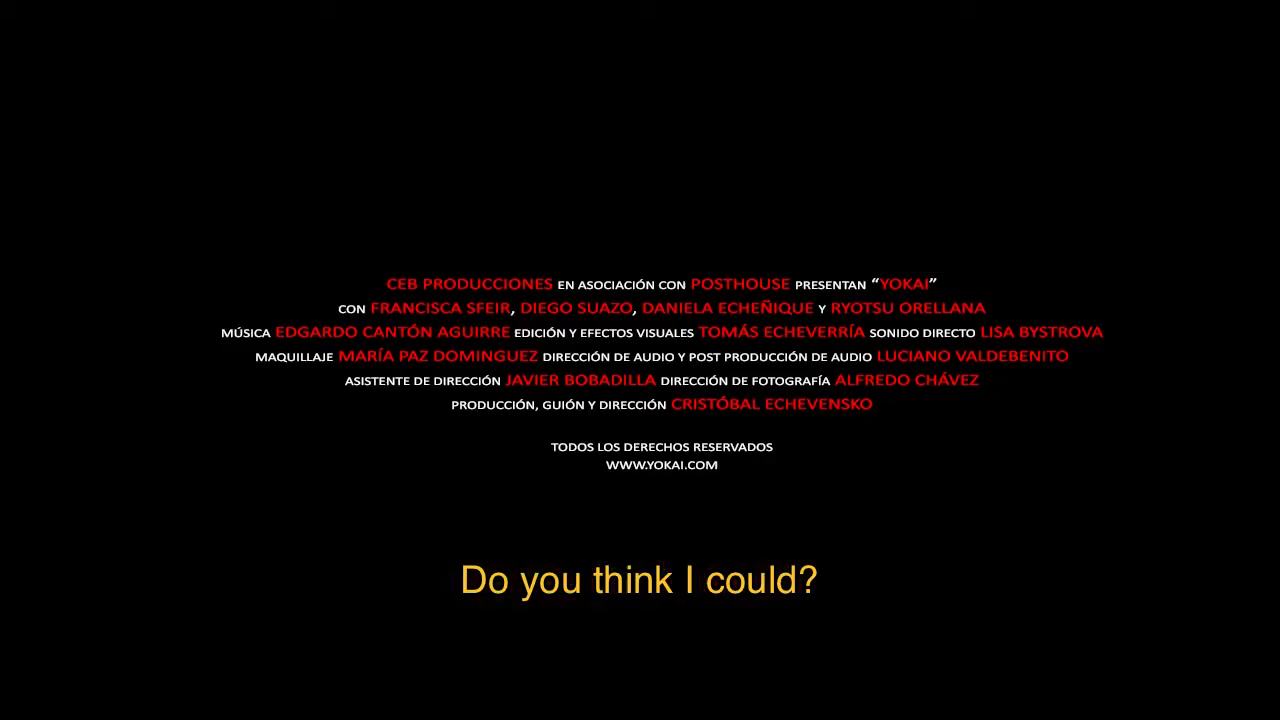 CEB PRODUCCIONES EN ASOCIACIÓN CON POSTHOUSE PRESENTAN “YOKAI”
CON FRANCISCA SFEIR, DIEGO SUAZO, DANIELA ECHEÑIQUE Y RYOTSU ORELLANA
MÚSICA EDGARDO CANTÓN AGUIRRE EDICIÓN Y EFECTOS VISUALES TOMÁS ECHEVERRÍA SONIDO DIRECTO LISA BYSTROVA
MAQUILLAJE MARÍA PAZ DOMINGUEZ DIRECCIÓN DE AUDIO Y POST PRODUCCIÓN DE AUDIO LUCIANO VALDEBENITO
ASISTENTE DE DIRECCIÓN JAVIER BOBADILLA DIRECCIÓN DE FOTOGRAFÍA ALFREDO CHÁVEZ
PRODUCCIÓN, GUIÓN Y DIRECCIÓN CRISTÓBAL ECHEVENSKO
TODOS LOS DERECHOS RESERVADOS
WWW.YOKAI.COM
Do you think I could?